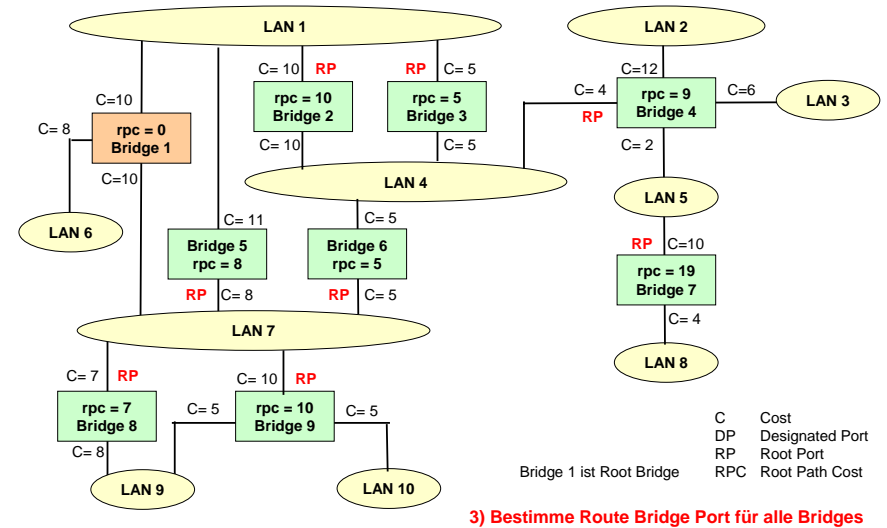 LAN 1
LAN 2
C= 10 RP
RP C= 5
C=12
C=10
rpc = 10
Bridge 2
rpc = 5
Bridge 3
C= 4
RP
rpc = 9
Bridge 4
C=6
LAN 3
C= 8
rpc = 0
Bridge 1
C=10
C= 10
C= 5
C= 2
LAN 4
LAN 5
LAN 6
C= 11
C= 5
Bridge 5
rpc = 8
Bridge 6
rpc = 5
RP C=10
rpc = 19
Bridge 7
RP C= 8
RP C= 5
C= 4
LAN 7
LAN 8
C= 7 RP
C= 10 RP
rpc = 7
Bridge 8
C= 5
rpc = 10
Bridge 9
C= 5
C= 8
LAN 9
LAN 10
C Cost
DP Designated Port
RP Root Port
Bridge 1 ist Root Bridge RPC Root Path Cost
3) Bestimme Route Bridge Port für alle Bridges